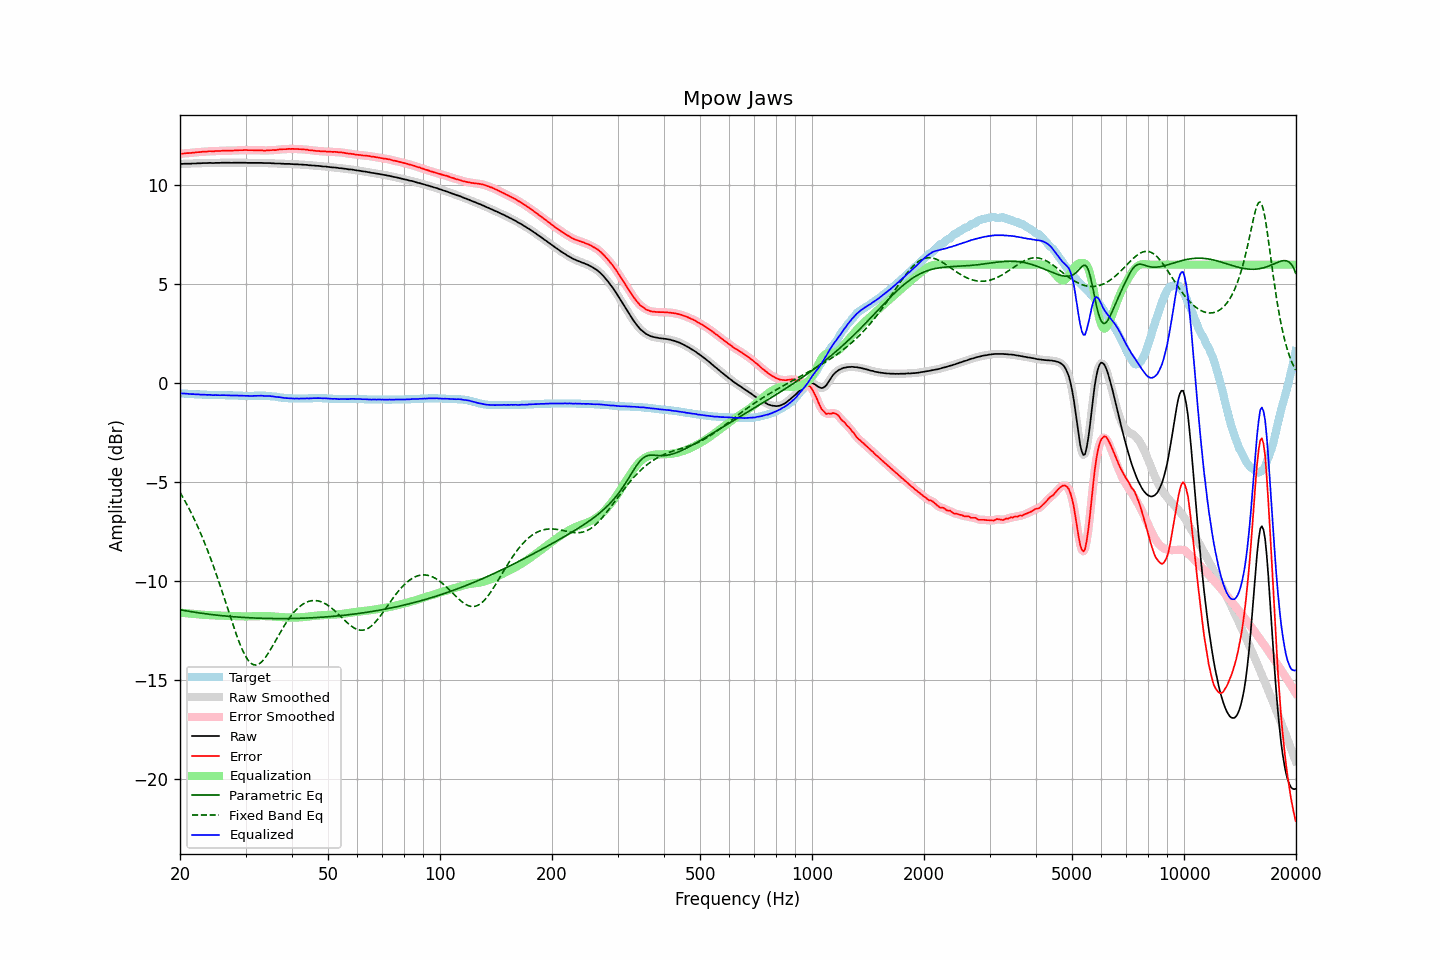 Mpow Jaws
10
5
0
−5
−10
−15
−20
Amplitude (dBr)
Target
Raw Smoothed
Error Smoothed
Raw
Error
Equalization
Parametric Eq
Fixed Band Eq
Equalized
20 50 100 200 500 1000 2000 5000 10000 20000
Frequency (Hz)